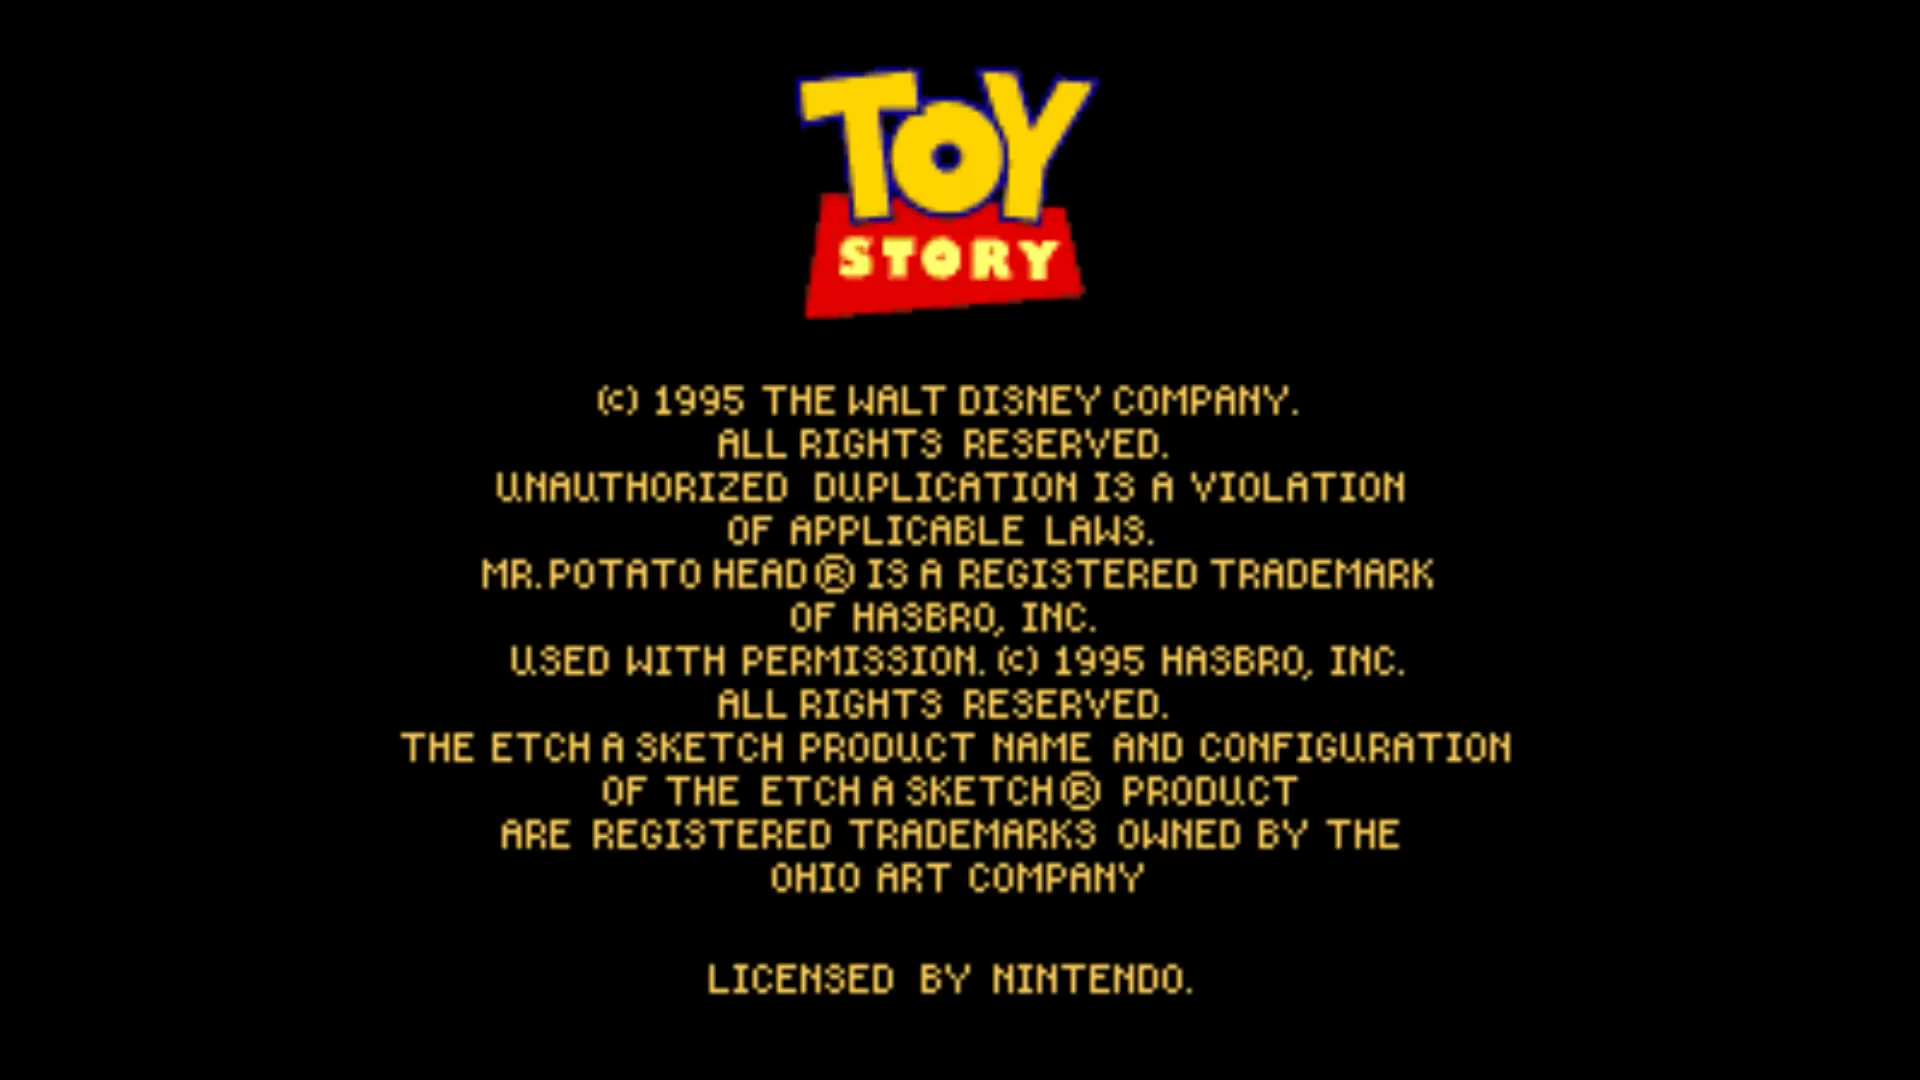 TOY
STORY
(c) 1995 THE WALT DISNEY COMPANY.
ALL RIGHTS RESERVED.
UNAUTHORIZED DUPLICATION IS A VIOLATION
OF APPLICABLE LAWS.
MR.POTATO HEAD® IS A REGISTERED TRADEMARK
OF HASBRO, INC.
USED WITH PERMISSION. (c) 1995 HASBRO, INC.
ALL RIGHTS RESERVED.
THE ETCH A SKETCH PRODUCT NAME AND CONFIGURATION
OF THE ETCH A SKETCH® PRODUCT
ARE REGISTERED TRADEMARKS OWNED BY THE
OHIO ART COMPANY
LICENSED BY NINTENDO.